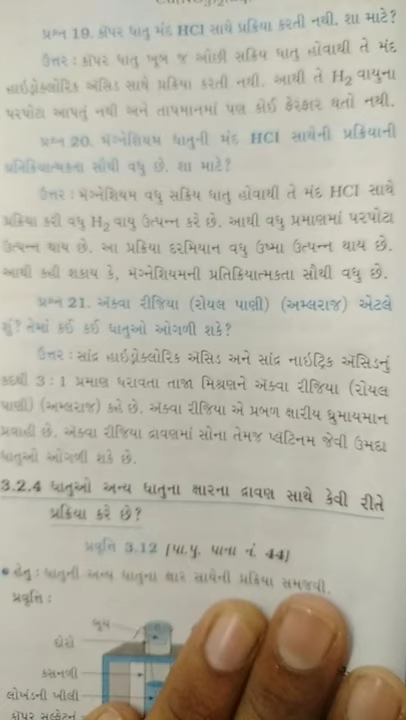 પ્રશ્ન 19. કૉપર ધાતુ મંદ HCl સાથે પ્રક્રિયા કરતી નથી. શા માટે?
ઉત્તર : કૉપર ધાતુ ખૂબ જ ઓછી સક્રિય ધાતુ હોવાથી તે મંદ
હાઇડ્રોક્લોરિક ઍસિડ સાથે પ્રક્રિયા કરતી નથી. આથી તે H₂ વાયુના
પરપોટા આપતું નથી અને તાપમાનમાં પણ કોઈ ફેરફાર થતો નથી.
પ્રશ્ન 20. મૅગ્નેશિયમ ધાતુની મંદ HCl સાથેની પ્રક્રિયાની
પ્રતિક્રિયાત્મકતા સૌથી વધુ છે. શા માટે?
ઉત્તર : મૅગ્નેશિયમ વધુ સક્રિય ધાતુ હોવાથી તે મંદ HCl સાથે
પ્રક્રિયા કરી વધુ H₂ વાયુ ઉત્પન્ન કરે છે. આથી વધુ પ્રમાણમાં પરપોટા
ઉત્પન્ન થાય છે. આ પ્રક્રિયા દરમિયાન વધુ ઉષ્મા ઉત્પન્ન થાય છે.
આથી કહી શકાય કે, મૅગ્નેશિયમની પ્રતિક્રિયાત્મકતા સૌથી વધુ છે.
પ્રશ્ન 21. ઍક્વા રીજિયા (રોયલ પાણી) (અમ્લરાજ) એટલે
શું? તેમાં કઈ કઈ ધાતુઓ ઓગળી શકે?
ઉત્તર : સાંદ્ર હાઇડ્રોક્લોરિક ઍસિડ અને સાંદ્ર નાઇટ્રિક ઍસિડનું
કદથી 3 : 1 પ્રમાણ ધરાવતા તાજા મિશ્રણને ઍક્વા રીજિયા (રોયલ
પાણી) (અમ્લરાજ) કહે છે. ઍક્વા રીજિયા એ પ્રબળ ક્ષારીય ધૂમાયમાન
પ્રવાહી છે. ઍક્વા રીજિયા દ્રાવણમાં સોના તેમજ પ્લૅટિનમ જેવી ઉમદા
ધાતુઓ ઓગળી શકે છે.
3.2.4 ધાતુઓ અન્ય ધાતુના ક્ષારના દ્રાવણ સાથે કેવી રીતે
પ્રક્રિયા કરે છે?
પ્રવૃત્તિ 3.12 [પા.પુ. પાના નં. 44]
• હેતુ : ધાતુની અન્ય ધાતુના ક્ષાર સાથેની પ્રક્રિયા સમજવી.
પ્રવૃત્તિ :
બૂચ
દોરી
કસનળી
લોખંડની ખીલી
કૉપર સલ્ફેટનું